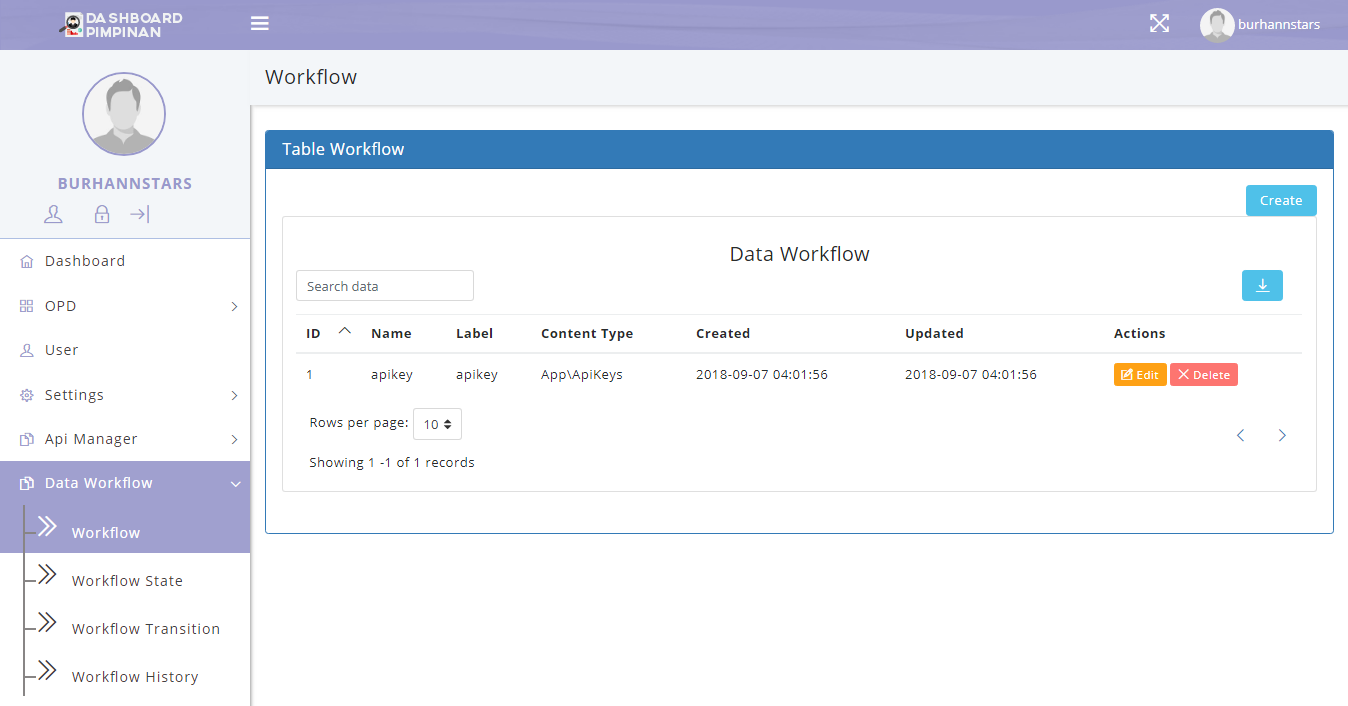 DASHBOARD
PIMPINAN
burhannstars
Workflow
BURHANNSTARS
Dashboard
OPD
User
Settings
Api Manager
Data Workflow
Workflow
Workflow State
Workflow Transition
Workflow History
Table Workflow
Create
Data Workflow
Search data
ID Name Label Content Type Created Updated Actions
1 apikey apikey App\ApiKeys 2018-09-07 04:01:56 2018-09-07 04:01:56 Edit Delete
Rows per page: 10
Showing 1 -1 of 1 records